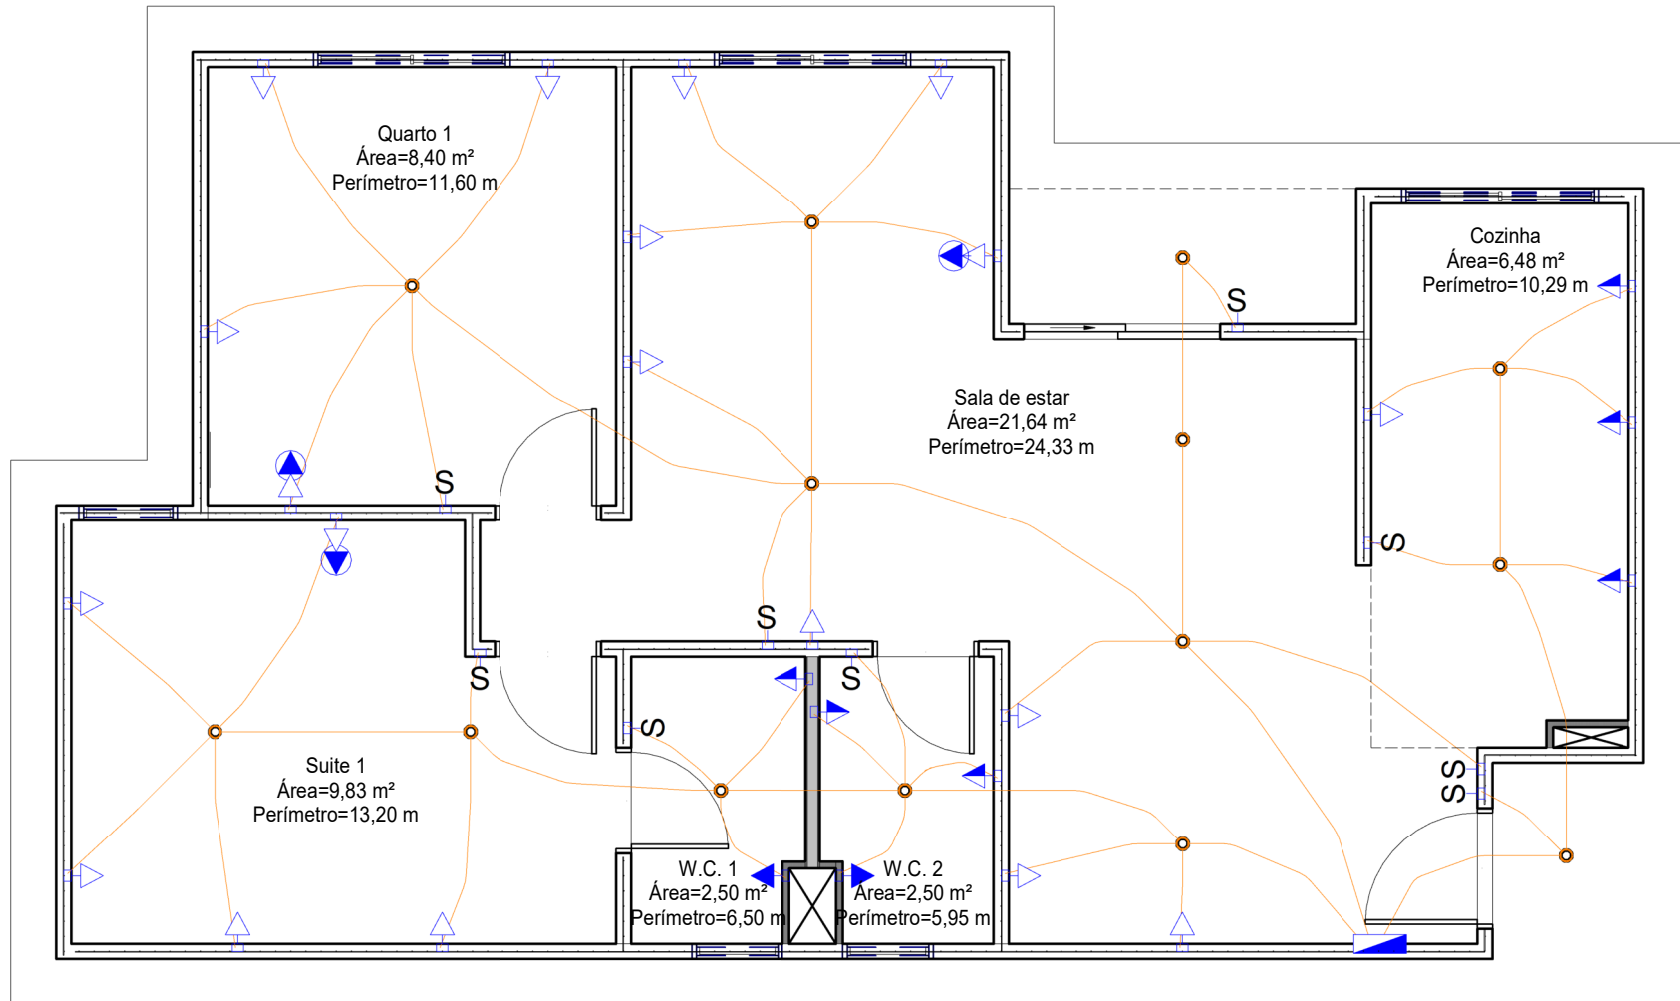 Quarto 1
Área=8,40 m²
Perímetro=11,60 m
Cozinha
Área=6,48 m²
Perímetro=10,29 m
S
Sala de estar
Área=21,64 m²
Perímetro=24,33 m
S
S
S
S
S
S
Suite 1
Área=9,83 m²
Perímetro=13,20 m
SS
SS
W.C. 1
Área=2,50 m²
Perímetro=6,50 m
W.C. 2
Área=2,50 m²
Perímetro=5,95 m